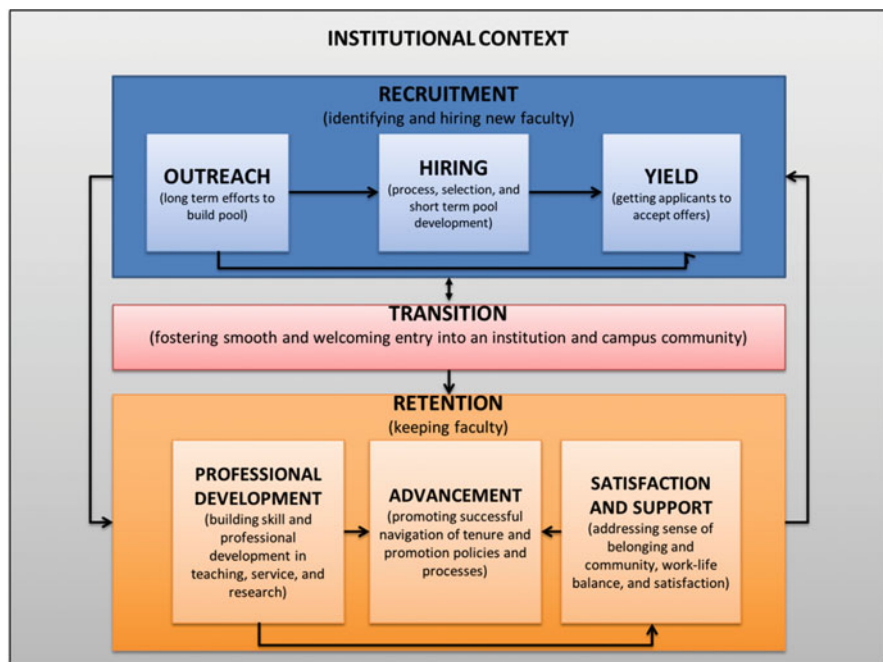 INSTITUTIONAL CONTEXT
RECRUITMENT
(identifying and hiring new faculty)
OUTREACH
(long term efforts to
build pool)
HIRING
(process, selection, and
short term pool
development)
YIELD
(getting applicants to
accept offers)
TRANSITION
(fostering smooth and welcoming entry into an institution and campus community)
RETENTION
(keeping faculty)
PROFESSIONAL
DEVELOPMENT
(building skill and
professional
development in
teaching, service, and
research)
ADVANCEMENT
(promoting successful
navigation of tenure and
promotion policies and
processes)
SATISFACTION
AND SUPPORT
(addressing sense of
belonging and
community, work-life
balance, and satisfaction)